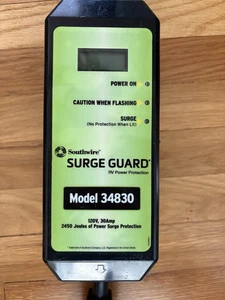 POWER ON
CAUTION WHEN FLASHING
SURGE
(No Protection When Lit)
Southwire®
SURGE GUARD®
RV Power Protection
Model 34830
120V, 30Amp
2450 Joules of Power Surge Protection